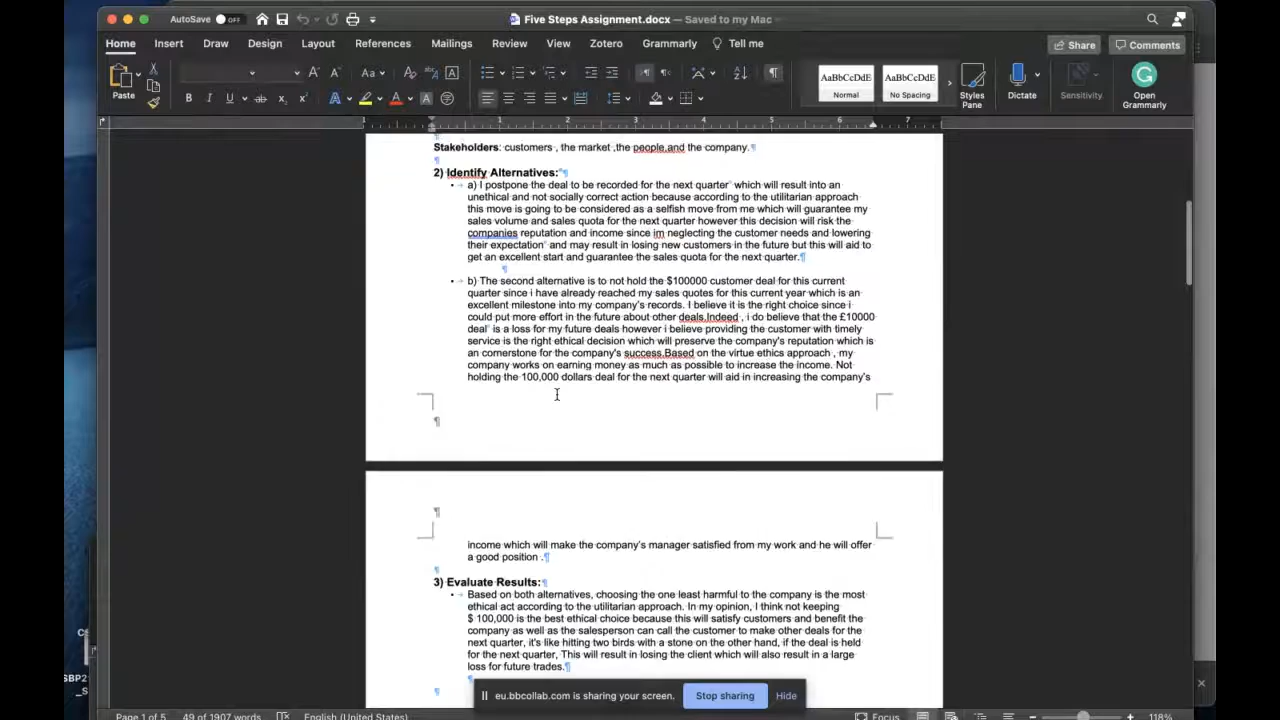 AutoSave OFF
Five Steps Assignment.docx — Saved to my Mac
Home Insert Draw Design Layout References Mailings Review View Zotero Grammarly Tell me
Share Comments
Paste
AaBbCcDdE AaBbCcDdE
Normal No Spacing
Styles Pane
Dictate
Sensitivity
Open Grammarly
1 1 2 3 4 5 6 7
Stakeholders: customers , the market ,the people,and the company.
2) Identify Alternatives:
a) I postpone the deal to be recorded for the next quarter which will result into an
unethical and not socially correct action because according to the utilitarian approach
this move is going to be considered as a selfish move from me which will guarantee my
sales volume and sales quota for the next quarter however this decision will risk the
companies reputation and income since im neglecting the customer needs and lowering
their expectation and may result in losing new customers in the future but this will aid to
get an excellent start and guarantee the sales quota for the next quarter.
b) The second alternative is to not hold the $100000 customer deal for this current
quarter since i have already reached my sales quotes for this current year which is an
excellent milestone into my company's records. I believe it is the right choice since i
could put more effort in the future about other deals.Indeed , i do believe that the £10000
deal is a loss for my future deals however i believe providing the customer with timely
service is the right ethical decision which will preserve the company's reputation which is
an cornerstone for the company's success.Based on the virtue ethics approach , my
company works on earning money as much as possible to increase the income. Not
holding the 100,000 dollars deal for the next quarter will aid in increasing the company's
income which will make the company's manager satisfied from my work and he will offer
a good position .
3) Evaluate Results:
Based on both alternatives, choosing the one least harmful to the company is the most
ethical act according to the utilitarian approach. In my opinion, I think not keeping
$ 100,000 is the best ethical choice because this will satisfy customers and benefit the
company as well as the salesperson can call the customer to make other deals for the
next quarter, it's like hitting two birds with a stone on the other hand, if the deal is held
for the next quarter, This will result in losing the client which will also result in a large
loss for future trades.
eu.bbcollab.com is sharing your screen. Stop sharing Hide
Page 1 of 5 49 of 1907 words English (United States) Focus 118%